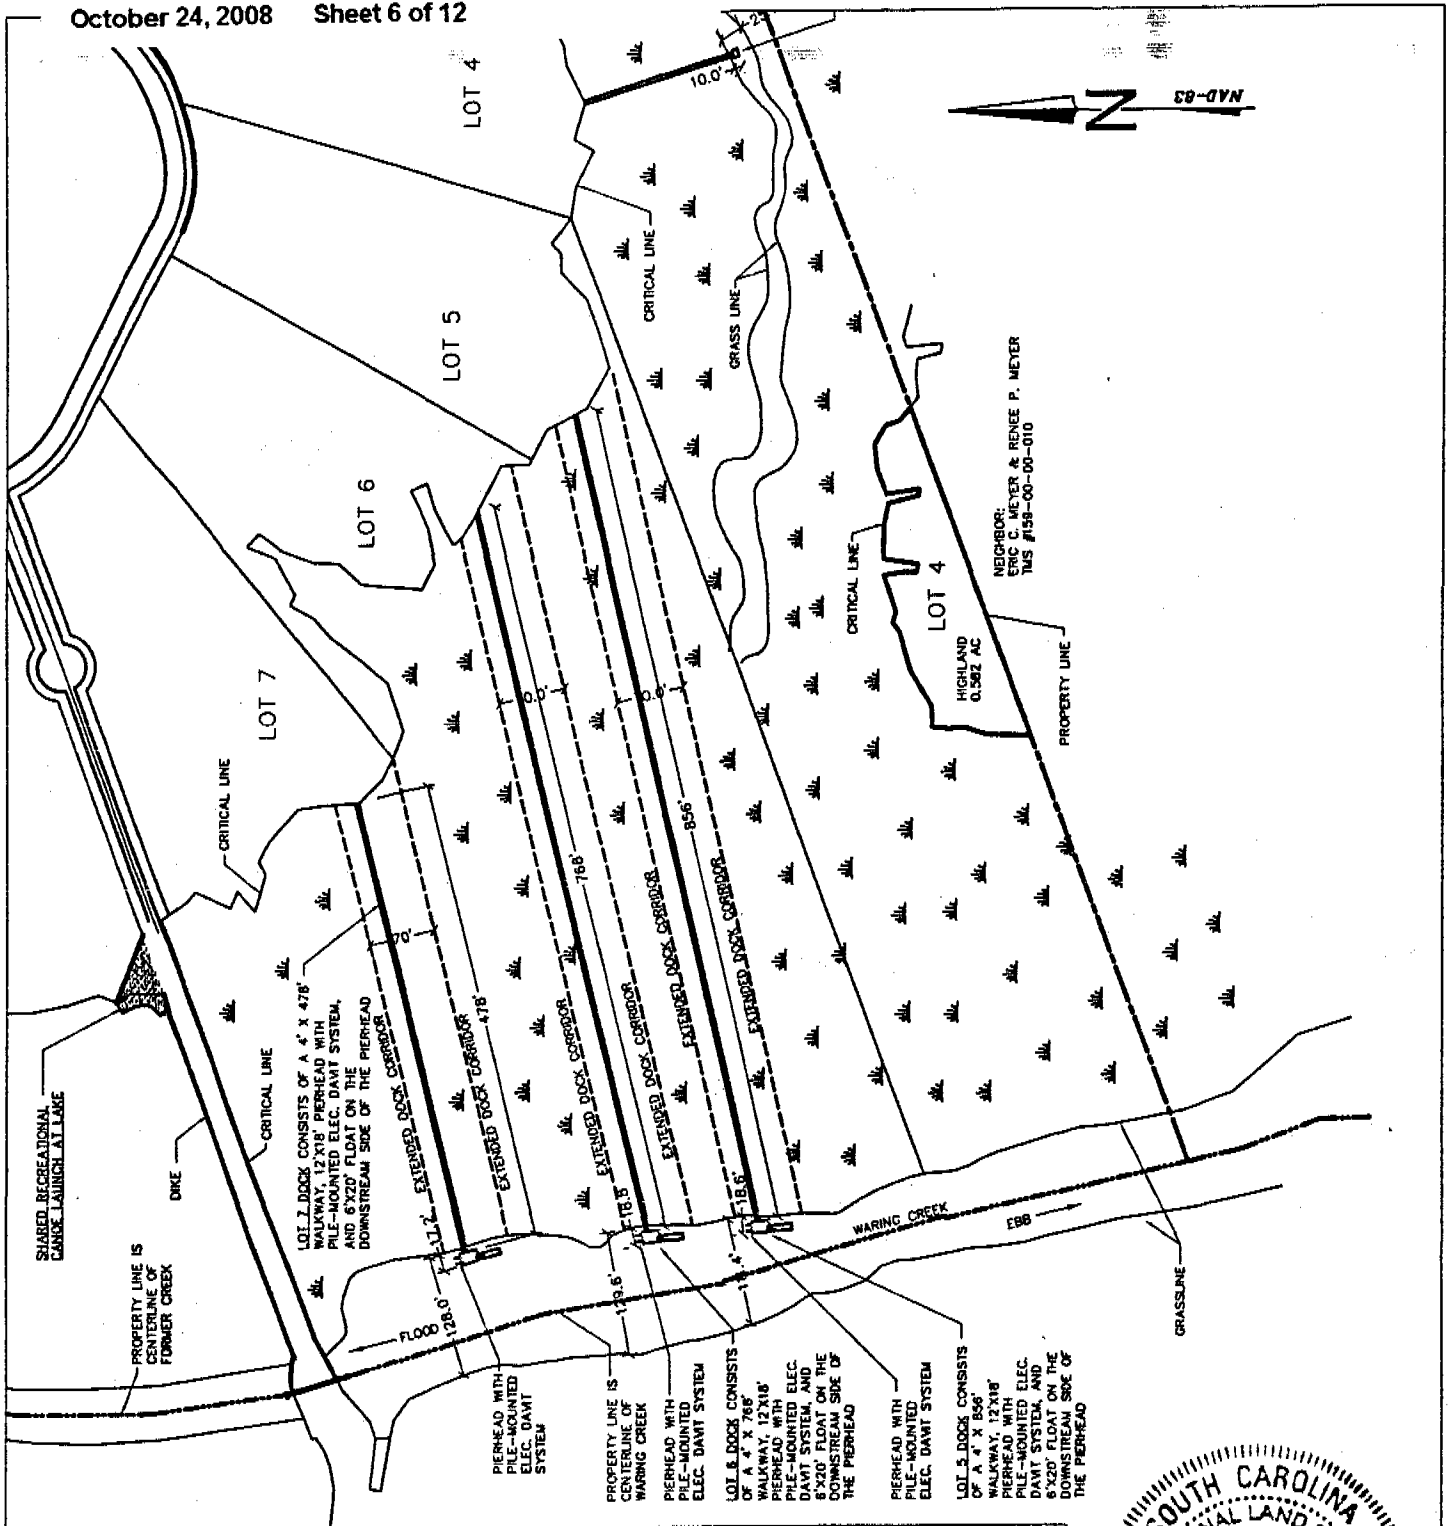 October 24, 2008 Sheet 6 of 12
LOT 4
10.0'
NAD-83
N
CRITICAL LINE
GRASS LINE
LOT 5
LOT 6
LOT 7
CRITICAL LINE
NEIGHBOR:
ERIC C. MEYER & RENEE P. MEYER
TMS #159-00-00-010
CRITICAL LINE
LOT 4
HIGHLAND
0.582 AC
PROPERTY LINE
0.0'
0.0'
768'
856'
70'
478'
SHARED RECREATIONAL
CANOE LAUNCH AT LAKE
DIKE
CRITICAL LINE
PROPERTY LINE IS
CENTERLINE OF
FORMER CREEK
LOT 7 DOCK CONSISTS OF A 4' X 478'
WALKWAY, 12'X18' PIERHEAD WITH
PILE-MOUNTED ELEC. DAVIT SYSTEM,
AND 6'X20' FLOAT ON THE
DOWNSTREAM SIDE OF THE PIERHEAD
EXTENDED DOCK CORRIDOR
EXTENDED DOCK CORRIDOR
EXTENDED DOCK CORRIDOR
EXTENDED DOCK CORRIDOR
EXTENDED DOCK CORRIDOR
EXTENDED DOCK CORRIDOR
17.2'
18.6'
128.0'
129.6'
FLOOD
WARING CREEK
EBB
GRASSLINE
PIERHEAD WITH
PILE-MOUNTED
ELEC. DAVIT
SYSTEM
PROPERTY LINE IS
CENTERLINE OF
WARING CREEK
PIERHEAD WITH
PILE-MOUNTED
ELEC. DAVIT SYSTEM
LOT 6 DOCK CONSISTS
OF A 4' X 768'
WALKWAY, 12'X18'
PIERHEAD WITH
PILE-MOUNTED ELEC.
DAVIT SYSTEM, AND
6'X20' FLOAT ON THE
DOWNSTREAM SIDE OF
THE PIERHEAD
PIERHEAD WITH
PILE-MOUNTED
ELEC. DAVIT SYSTEM
LOT 5 DOCK CONSISTS
OF A 4' X 856'
WALKWAY, 12'X18'
PIERHEAD WITH
PILE-MOUNTED ELEC.
DAVIT SYSTEM, AND
6'X20' FLOAT ON THE
DOWNSTREAM SIDE OF
THE PIERHEAD
SOUTH CAROLINA
NAL LAND